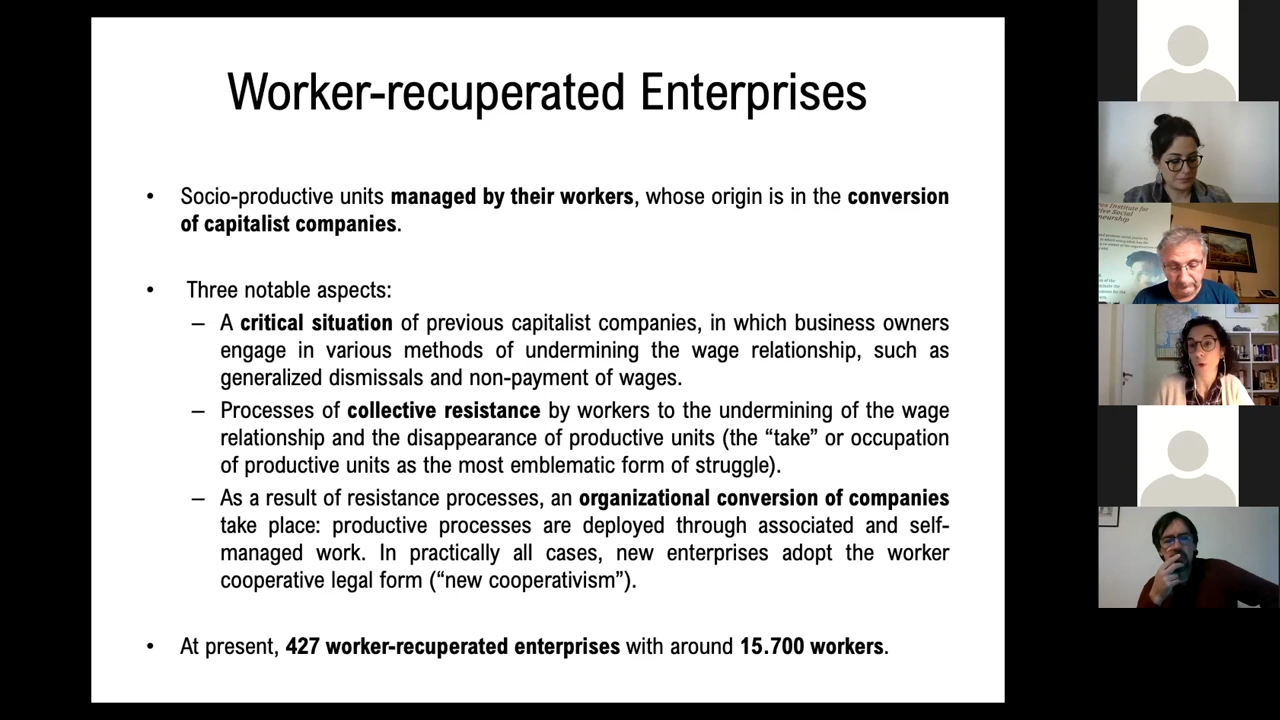 Worker-recuperated Enterprises
• Socio-productive units managed by their workers, whose origin is in the conversion
of capitalist companies.
• Three notable aspects:
– A critical situation of previous capitalist companies, in which business owners
engage in various methods of undermining the wage relationship, such as
generalized dismissals and non-payment of wages.
– Processes of collective resistance by workers to the undermining of the wage
relationship and the disappearance of productive units (the “take” or occupation
of productive units as the most emblematic form of struggle).
– As a result of resistance processes, an organizational conversion of companies
take place: productive processes are deployed through associated and self-
managed work. In practically all cases, new enterprises adopt the worker
cooperative legal form (“new cooperativism”).
• At present, 427 worker-recuperated enterprises with around 15.700 workers.
Institute for
Social